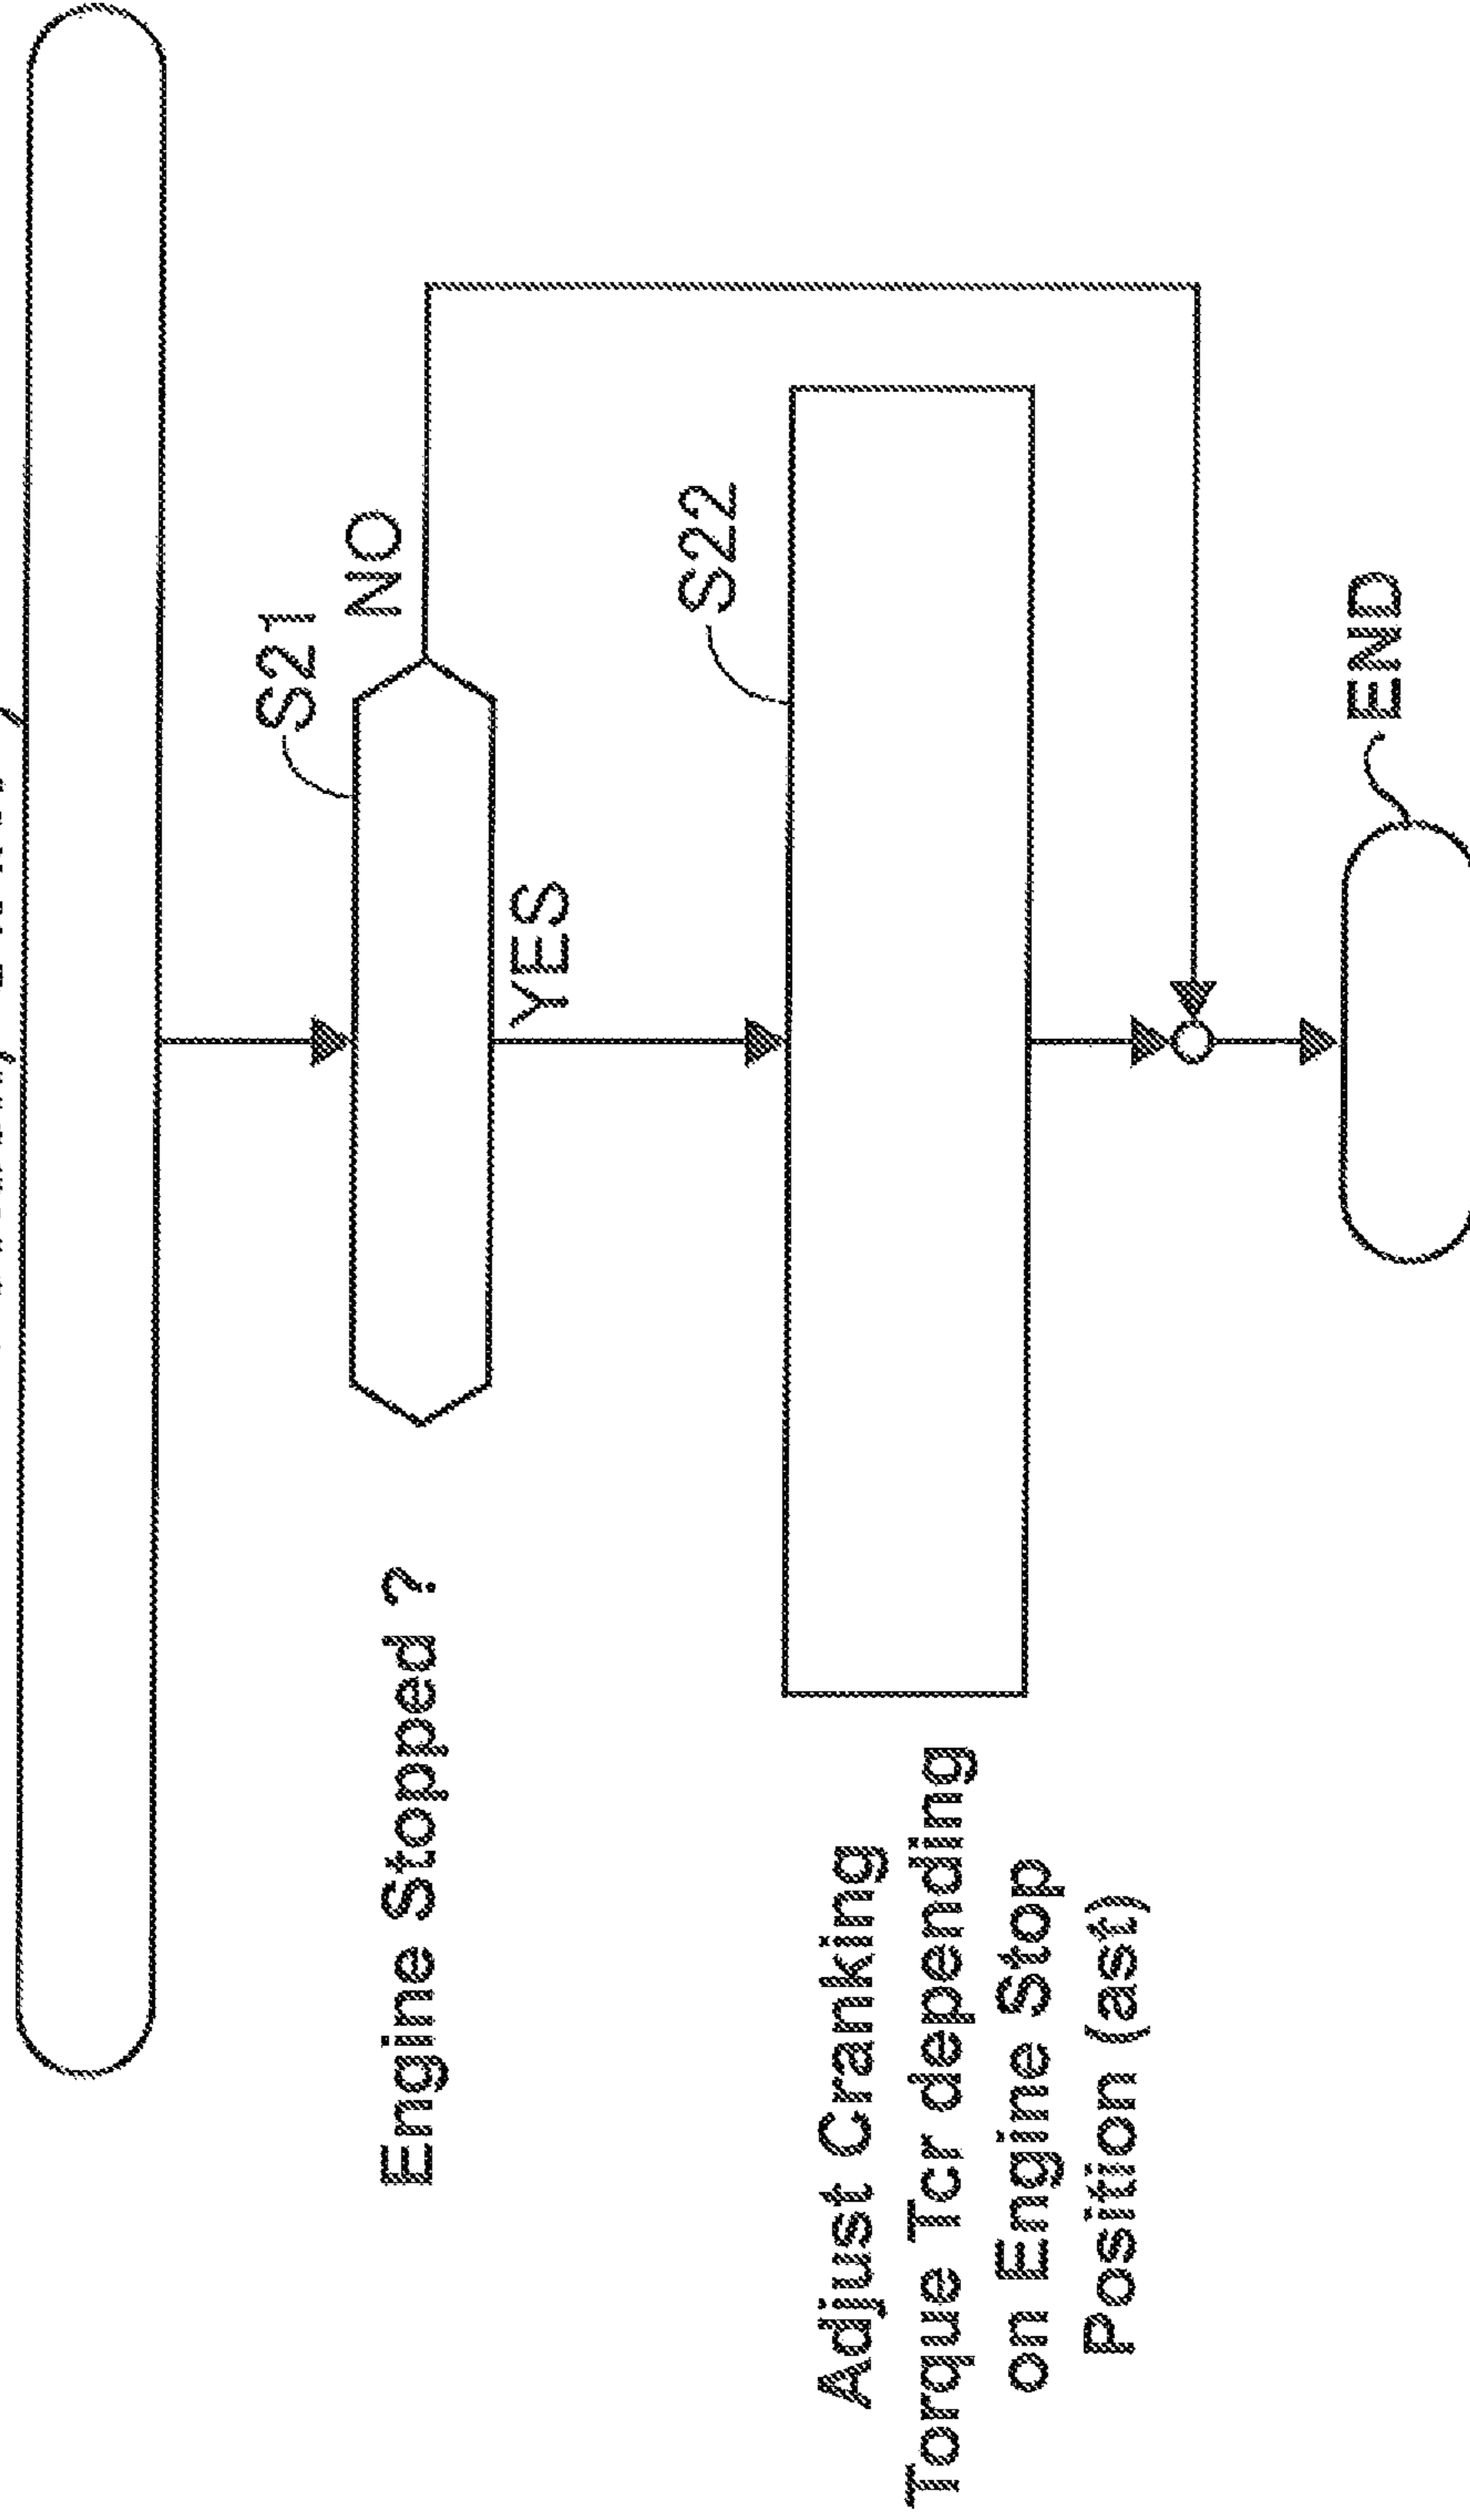 S21
NO
Engine Stopped ?
YES
S22
Adjust Cranking
Torque Tcr depending
on Engine Stop
Position (ast)
END